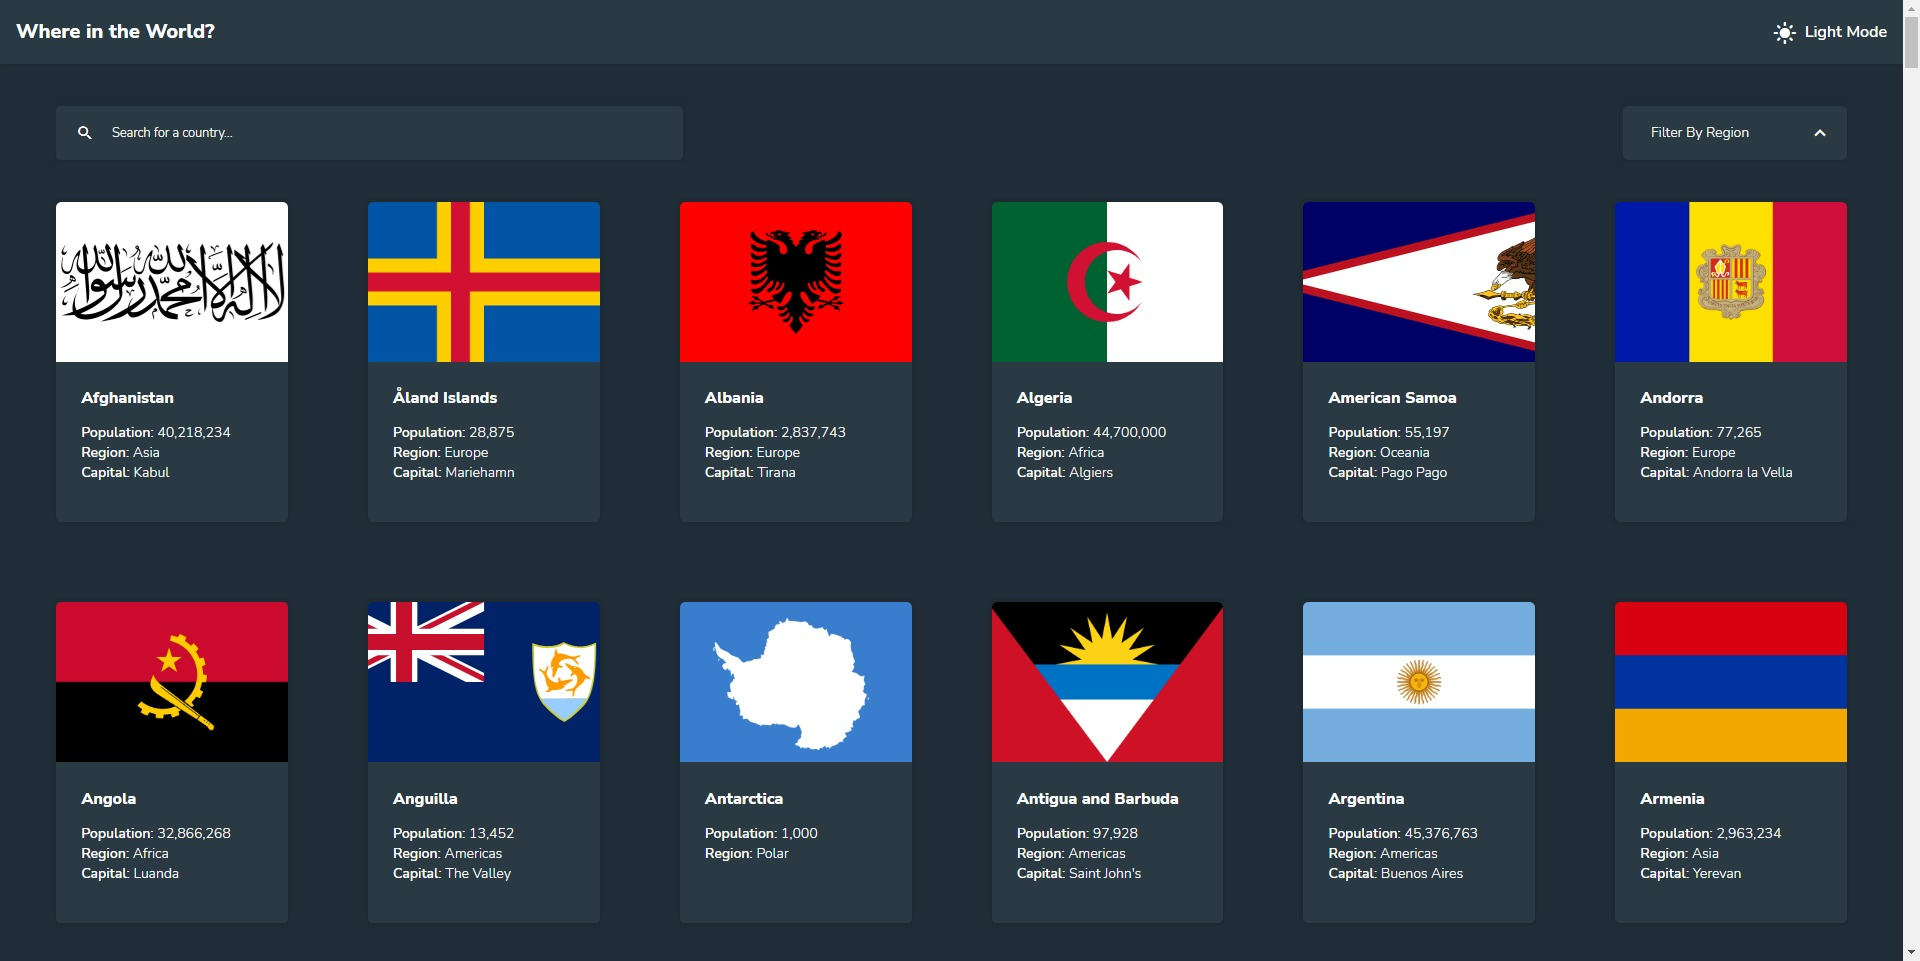 Where in the World?
Light Mode
Search for a country...
Filter By Region
لا إله إلا الله محمد رسول الله
Afghanistan
Population: 40,218,234
Region: Asia
Capital: Kabul
Åland Islands
Population: 28,875
Region: Europe
Capital: Mariehamn
Albania
Population: 2,837,743
Region: Europe
Capital: Tirana
Algeria
Population: 44,700,000
Region: Africa
Capital: Algiers
American Samoa
Population: 55,197
Region: Oceania
Capital: Pago Pago
Andorra
Population: 77,265
Region: Europe
Capital: Andorra la Vella
Angola
Population: 32,866,268
Region: Africa
Capital: Luanda
Anguilla
Population: 13,452
Region: Americas
Capital: The Valley
Antarctica
Population: 1,000
Region: Polar
Antigua and Barbuda
Population: 97,928
Region: Americas
Capital: Saint John's
Argentina
Population: 45,376,763
Region: Americas
Capital: Buenos Aires
Armenia
Population: 2,963,234
Region: Asia
Capital: Yerevan